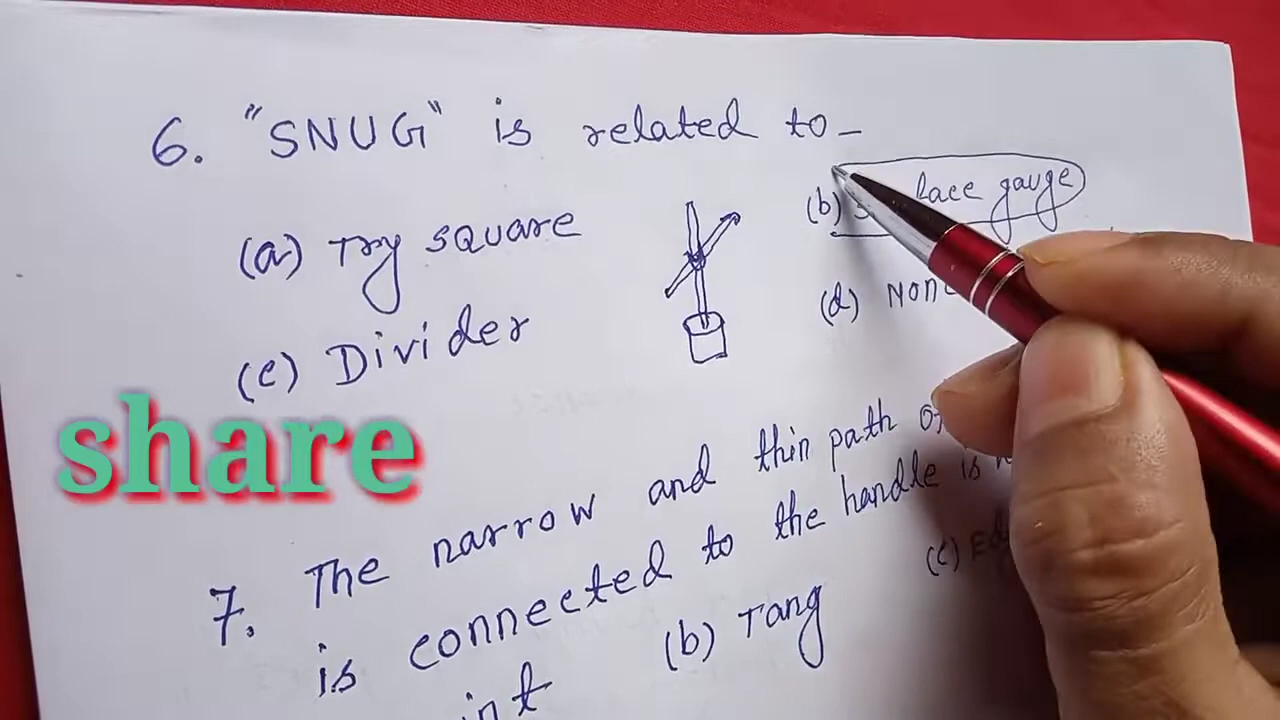 6. "SNUG" is related to -
(a) Try square
(b) face gauge
(c) Divider
(d) None
share
7. The narrow and thin path of
is connected to the handle is
(b) Tang
(c)